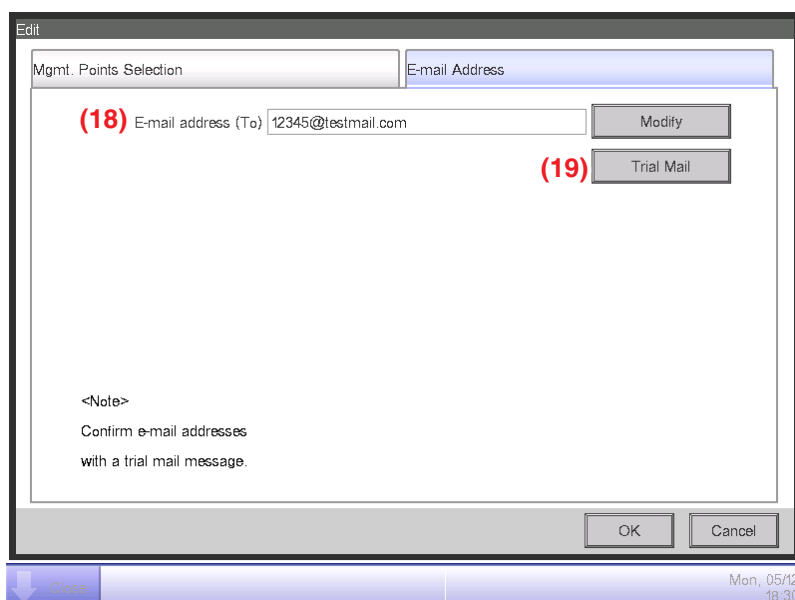 Edit
Mgmt. Points Selection
E-mail Address
(18) E-mail address (To) 12345@testmail.com Modify
(19) Trial Mail
<Note>
Confirm e-mail addresses
with a trial mail message.
OK Cancel
Mon, 05/12
18:30